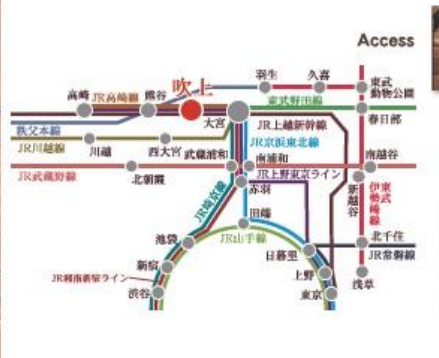 Access
羽生
久喜
東武
動物公園
高崎
JR高崎線
熊谷
吹上
大宮
東武野田線
春日部
秩父本線
JR上越新幹線
JR川越線
JR京浜東北線
川越
西大宮
武蔵浦和
南浦和
南越谷
JR武蔵野線
北朝霞
JR上野東京ライン
新越谷
東武
伊勢崎線
赤羽
JR埼京線
田端
池袋
JR山手線
日暮里
北千住
JR常磐線
新宿
JR湘南新宿ライン
上野
浅草
渋谷
東京